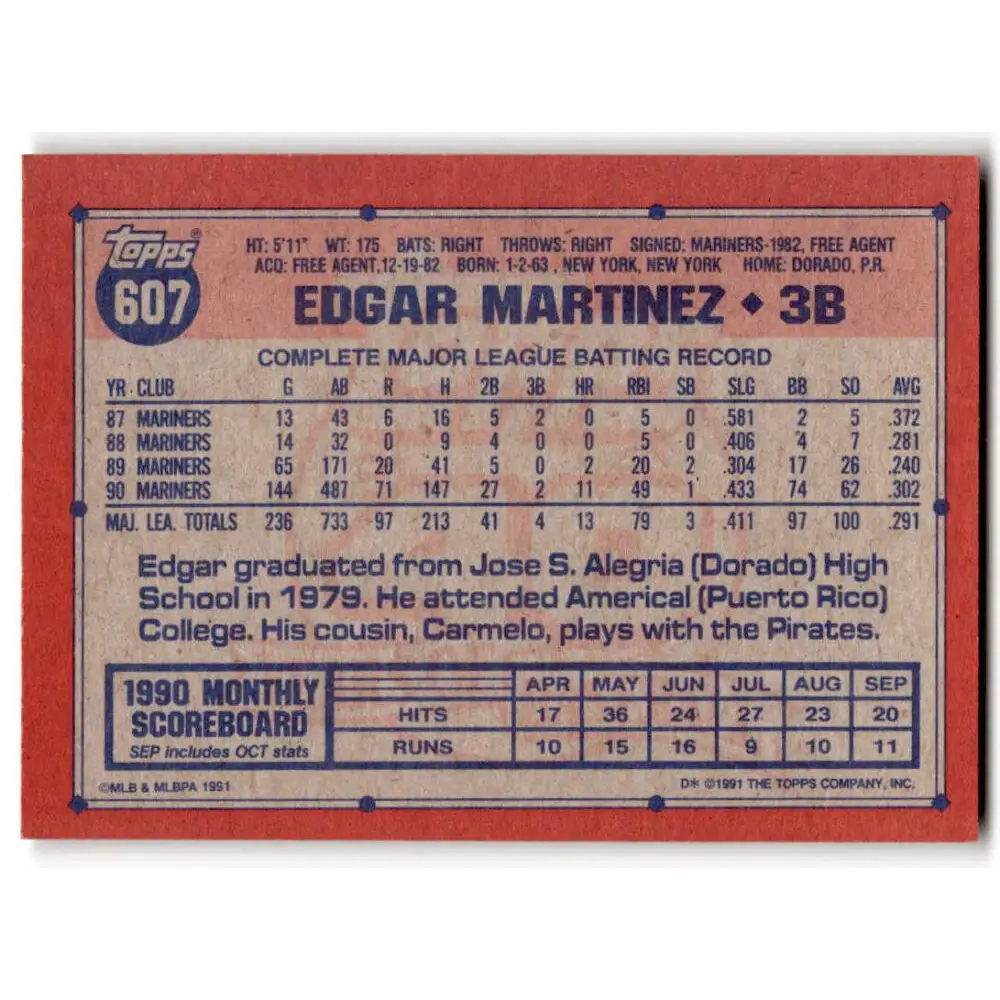 Topps®
607
HT: 5'11" WT: 175 BATS: RIGHT THROWS: RIGHT SIGNED: MARINERS-1982, FREE AGENT
ACQ: FREE AGENT,12-19-82 BORN: 1-2-63 , NEW YORK, NEW YORK HOME: DORADO, P.R.
EDGAR MARTINEZ ◆ 3B
COMPLETE MAJOR LEAGUE BATTING RECORD
YR CLUB G AB R H 2B 3B HR RBI SB SLG BB SO AVG
87 MARINERS 13 43 6 16 5 2 0 5 0 .581 2 5 .372
88 MARINERS 14 32 0 9 4 0 0 5 0 .406 4 7 .281
89 MARINERS 65 171 20 41 5 0 2 20 2 .304 17 26 .240
90 MARINERS 144 487 71 147 27 2 11 49 1 .433 74 62 .302
MAJ. LEA. TOTALS 236 733 97 213 41 4 13 79 3 .411 97 100 .291
Edgar graduated from Jose S. Alegria (Dorado) High
School in 1979. He attended Americal (Puerto Rico)
College. His cousin, Carmelo, plays with the Pirates.
1990 MONTHLY
SCOREBOARD
SEP includes OCT stats
APR MAY JUN JUL AUG SEP
HITS 17 36 24 27 23 20
RUNS 10 15 16 9 10 11
©MLB & MLBPA 1991
D* ©1991 THE TOPPS COMPANY, INC.